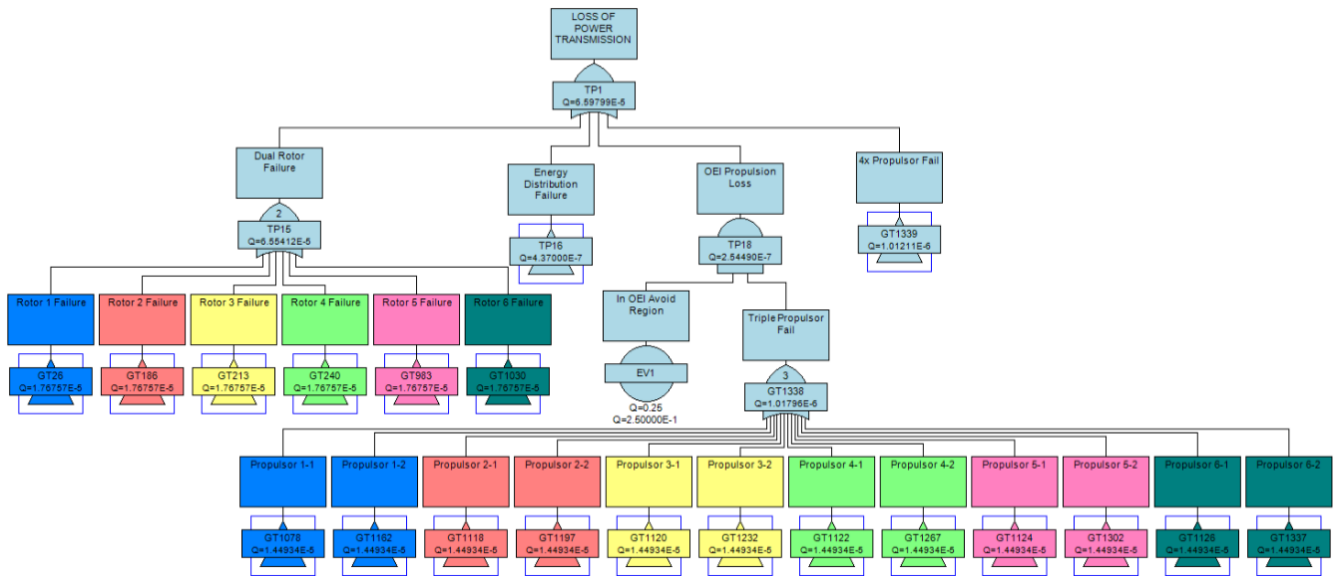 LOSS OF
POWER
TRANSMISSION
TP1
Q=6.59799E-5
Dual Rotor
Failure
2
TP15
Q=6.55412E-5
Energy
Distribution
Failure
TP16
Q=4.37000E-7
OEI Propulsion
Loss
TP18
Q=2.54490E-7
4x Propulsor Fail
GT1339
Q=1.01211E-6
Rotor 1 Failure
GT26
Q=1.76757E-5
Rotor 2 Failure
GT186
Q=1.76757E-5
Rotor 3 Failure
GT213
Q=1.76757E-5
Rotor 4 Failure
GT240
Q=1.76757E-5
Rotor 5 Failure
GT983
Q=1.76757E-5
Rotor 6 Failure
GT1030
Q=1.76757E-5
In OEI Avoid
Region
EV1
Q=0.25
Q=2.50000E-1
Triple Propulsor
Fail
3
GT1338
Q=1.01796E-6
Propulsor 1-1
GT1078
Q=1.44934E-5
Propulsor 1-2
GT1162
Q=1.44934E-5
Propulsor 2-1
GT1118
Q=1.44934E-5
Propulsor 2-2
GT1197
Q=1.44934E-5
Propulsor 3-1
GT1120
Q=1.44934E-5
Propulsor 3-2
GT1232
Q=1.44934E-5
Propulsor 4-1
GT1122
Q=1.44934E-5
Propulsor 4-2
GT1267
Q=1.44934E-5
Propulsor 5-1
GT1124
Q=1.44934E-5
Propulsor 5-2
GT1302
Q=1.44934E-5
Propulsor 6-1
GT1126
Q=1.44934E-5
Propulsor 6-2
GT1337
Q=1.44934E-5